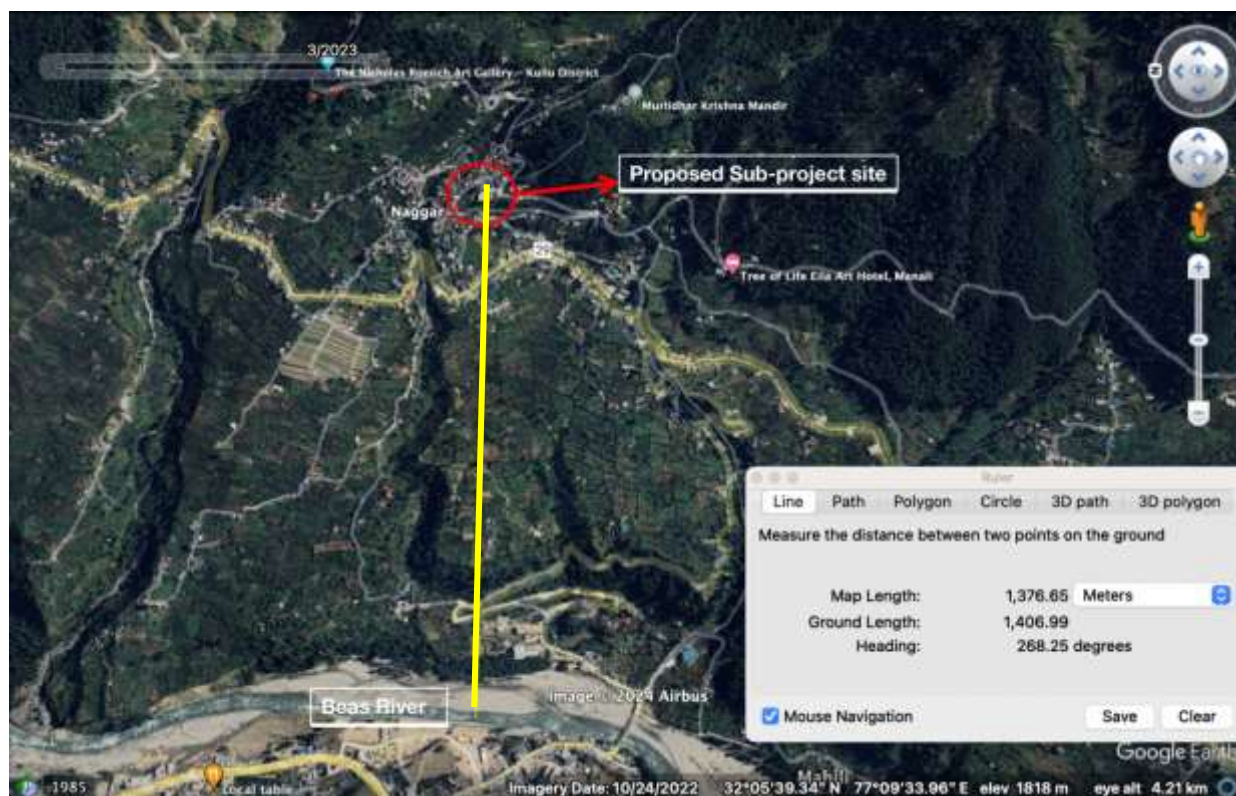 3/2023
The Nicholas Roerich Art Gallery - Kullu District
Murlidhar Krishna Mandir
Proposed Sub-project site
Naggar
29
Tree of Life Eila Art Hotel, Manali
Ruler
Line Path Polygon Circle 3D path 3D polygon
Measure the distance between two points on the ground
Map Length: 1,376.65 Meters
Ground Length: 1,406.99
Heading: 268.25 degrees
Image © 2024 Airbus
Beas River
Mouse Navigation Save Clear
Google Earth
Mahili
1985
Local table
Imagery Date: 10/24/2022 32°05'39.34" N 77°09'33.96" E elev 1818 m eye alt 4.21 km